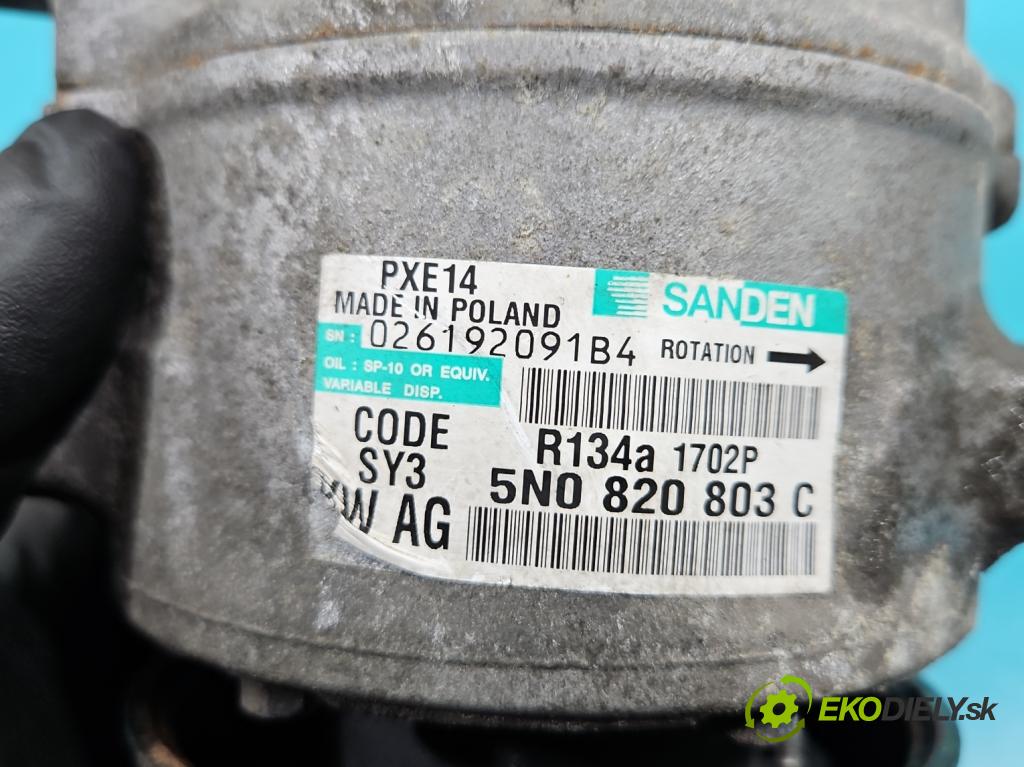 PXE14
SANDEN
MADE IN POLAND
SN: 026192091B4
ROTATION
OIL : SP-10 OR EQUIV.
VARIABLE DISP.
CODE
SY3
R134a 1702P
5N0 820 803 C
AG
EKODIELY.sk